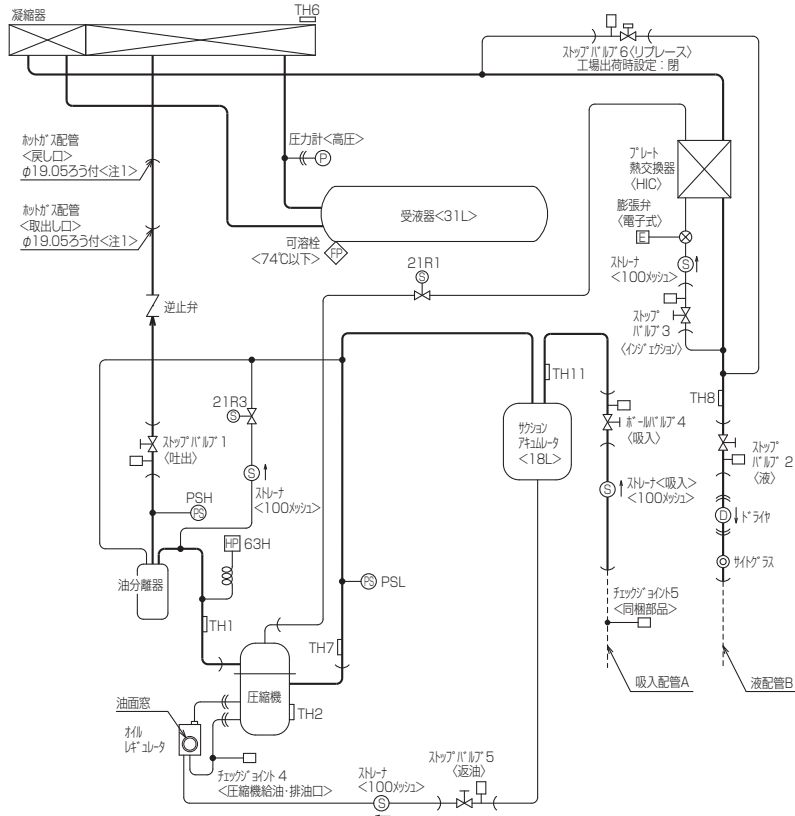 凝縮器
TH6
ストップバルブ6<リプレース>
工場出荷時設定：閉
ホットガス配管
<戻し口>
φ19.05ろう付<注1>
圧力計<高圧>
P
プレート
熱交換器
<HIC>
ホットガス配管
<取出し口>
φ19.05ろう付<注1>
受液器<31L>
膨張弁
<電子式>
E
可溶栓
<74℃以下>
FP
21R1
S
ストレーナ
<100メッシュ>
S
逆止弁
ストップ
バルブ3
<インジェクション>
TH11
TH8
21R3
S
サクション
アキュムレータ
<18L>
ボールバルブ4
<吸入>
ストップバルブ1
<吐出>
ストップ
バルブ2
<液>
S
ストレーナ
<100メッシュ>
S
ストレーナ<吸入>
<100メッシュ>
PSH
PS
D
ドライヤ
HP
63H
サイトグラス
油分離器
PS
PSL
チェックジョイント5
<同梱部品>
TH1
TH7
吸入配管A
液配管B
圧縮機
TH2
油面窓
オイル
レギュレータ
チェックジョイント4
<圧縮機給油・排油口>
ストレーナ
<100メッシュ>
S
ストップバルブ5
<返油>